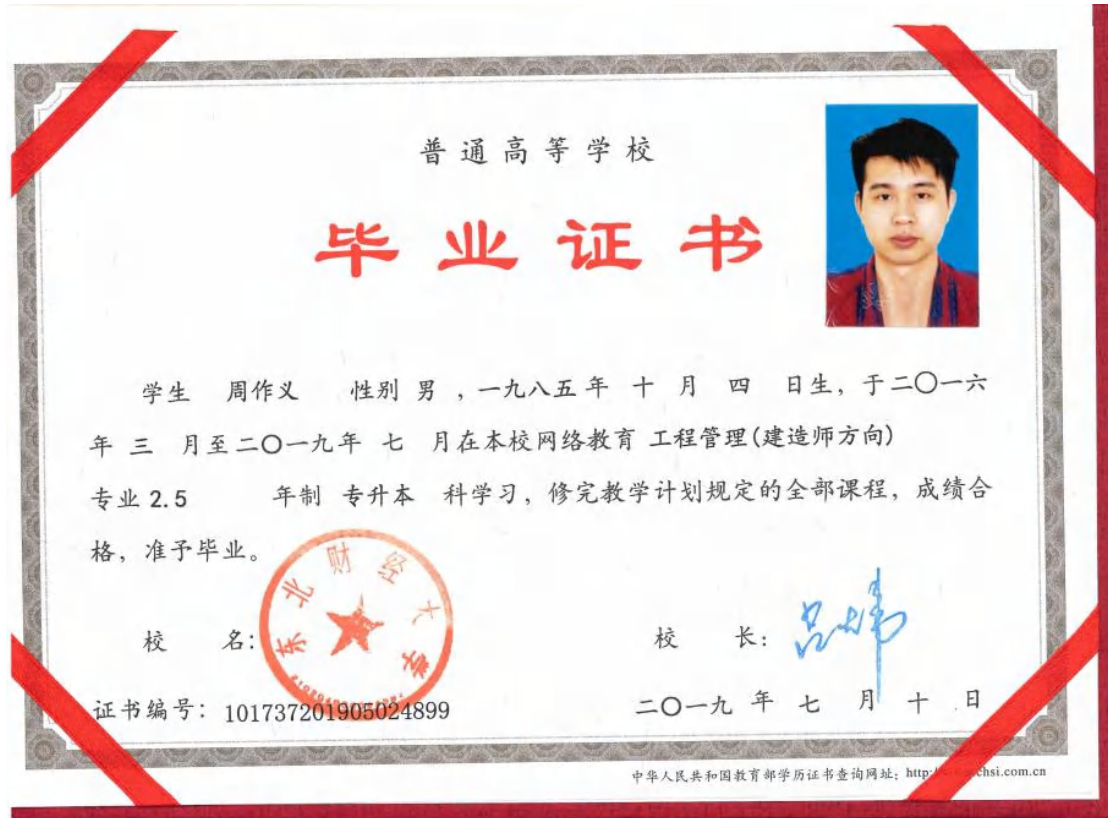 普通高等学校
毕业证书
学生 周作义 性别 男 ，一九八五年 十 月 四 日生，于二〇一六
年 三 月至二〇一九年 七 月在本校网络教育 工程管理(建造师方向)
专业 2.5 年制 专升本 科学习，修完教学计划规定的全部课程，成绩合
格，准予毕业。
校 名：
东北财经大学
校 长：
吕炜
证书编号：101737201905024899
二〇一九 年 七 月 十 日
中华人民共和国教育部学历证书查询网址：http:// chsi.com.cn